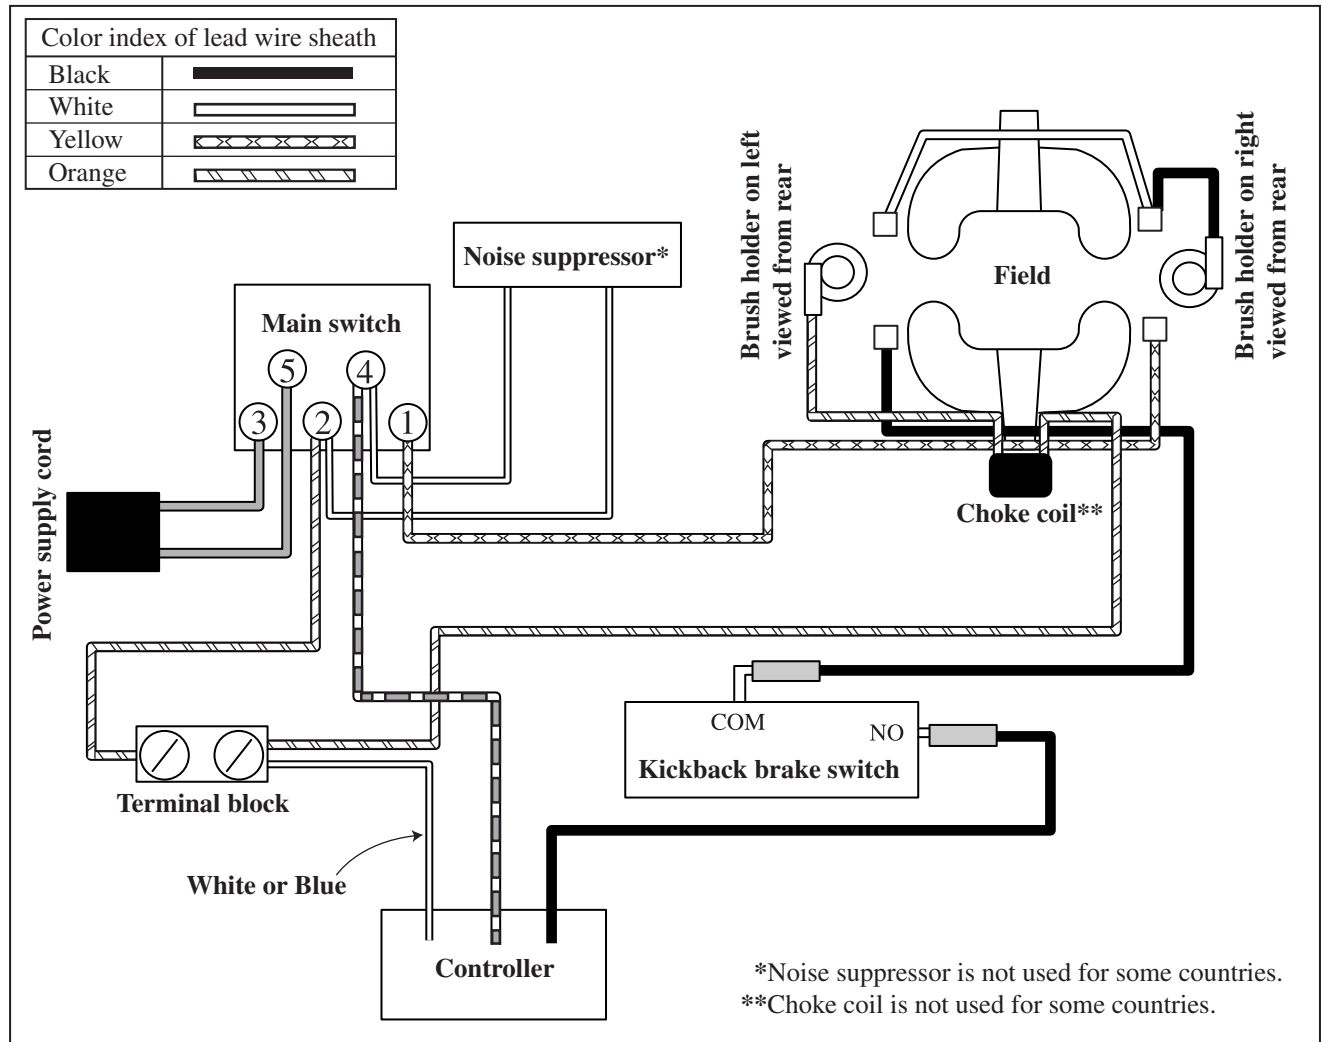 Color index of lead wire sheath
Black
White
Yellow
Orange
Noise suppressor*
Main switch
5
4
3
2
1
Power supply cord
Brush holder on left
viewed from rear
Field
Brush holder on right
viewed from rear
Choke coil**
COM
NO
Kickback brake switch
Terminal block
White or Blue
Controller
*Noise suppressor is not used for some countries.
**Choke coil is not used for some countries.